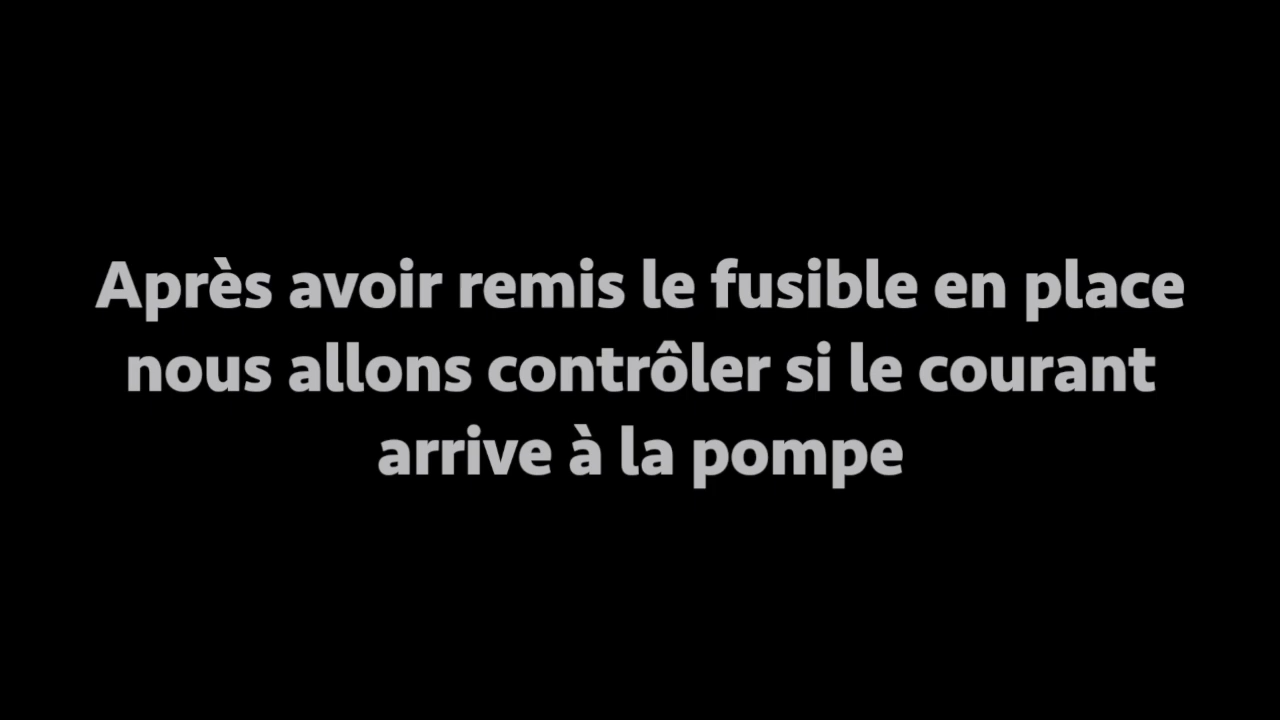 Après avoir remis le fusible en place
nous allons contrôler si le courant
arrive à la pompe